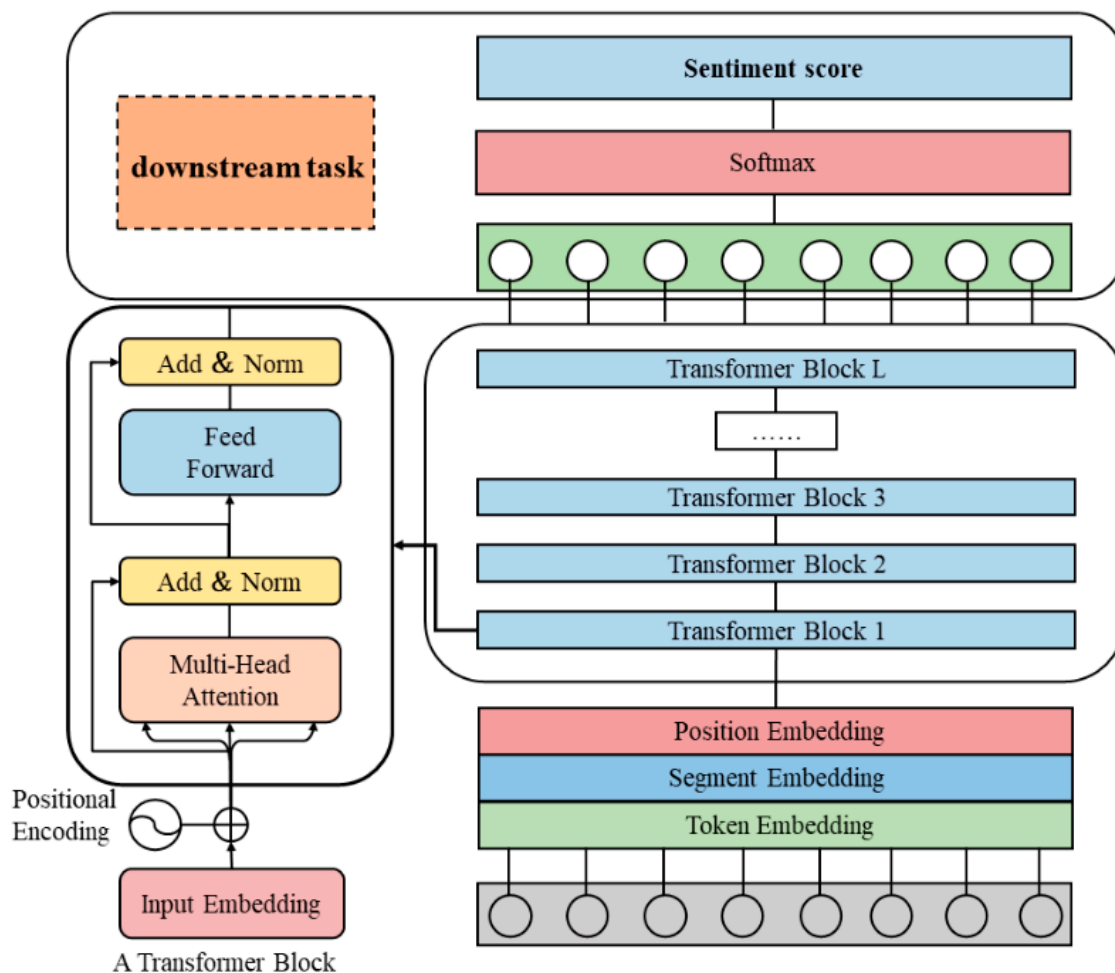 Sentiment score
downstream task
Softmax
Add & Norm
Feed
Forward
Add & Norm
Multi-Head
Attention
Positional
Encoding
Input Embedding
A Transformer Block
Transformer Block L
……
Transformer Block 3
Transformer Block 2
Transformer Block 1
Position Embedding
Segment Embedding
Token Embedding